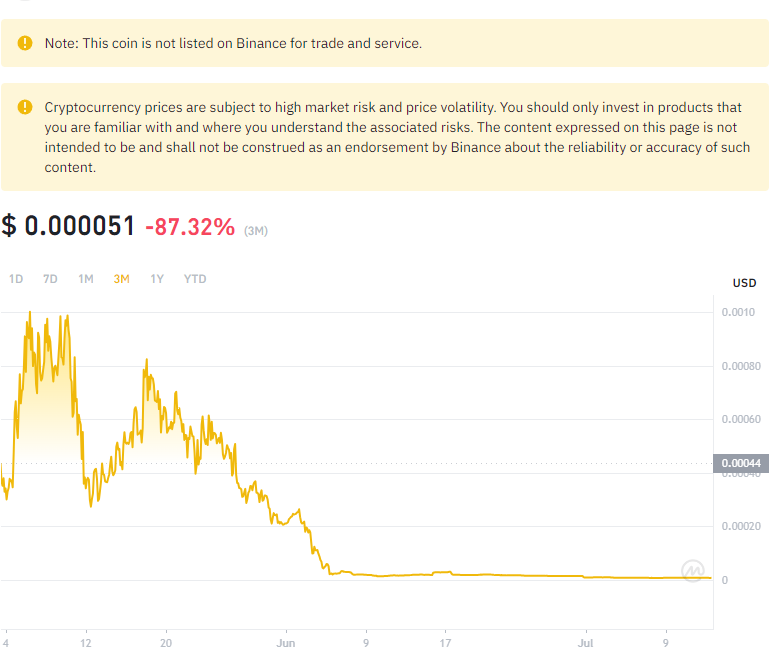 Note: This coin is not listed on Binance for trade and service.
Cryptocurrency prices are subject to high market risk and price volatility. You should only invest in products that
you are familiar with and where you understand the associated risks. The content expressed on this page is not
intended to be and shall not be construed as an endorsement by Binance about the reliability or accuracy of such
content.
$ 0.000051 -87.32% (3M)
1D 7D 1M 3M 1Y YTD
USD
0.0010
0.00080
0.00060
0.00044
0.00040
0.00020
0
4 12 20 Jun 9 17 Jul 9